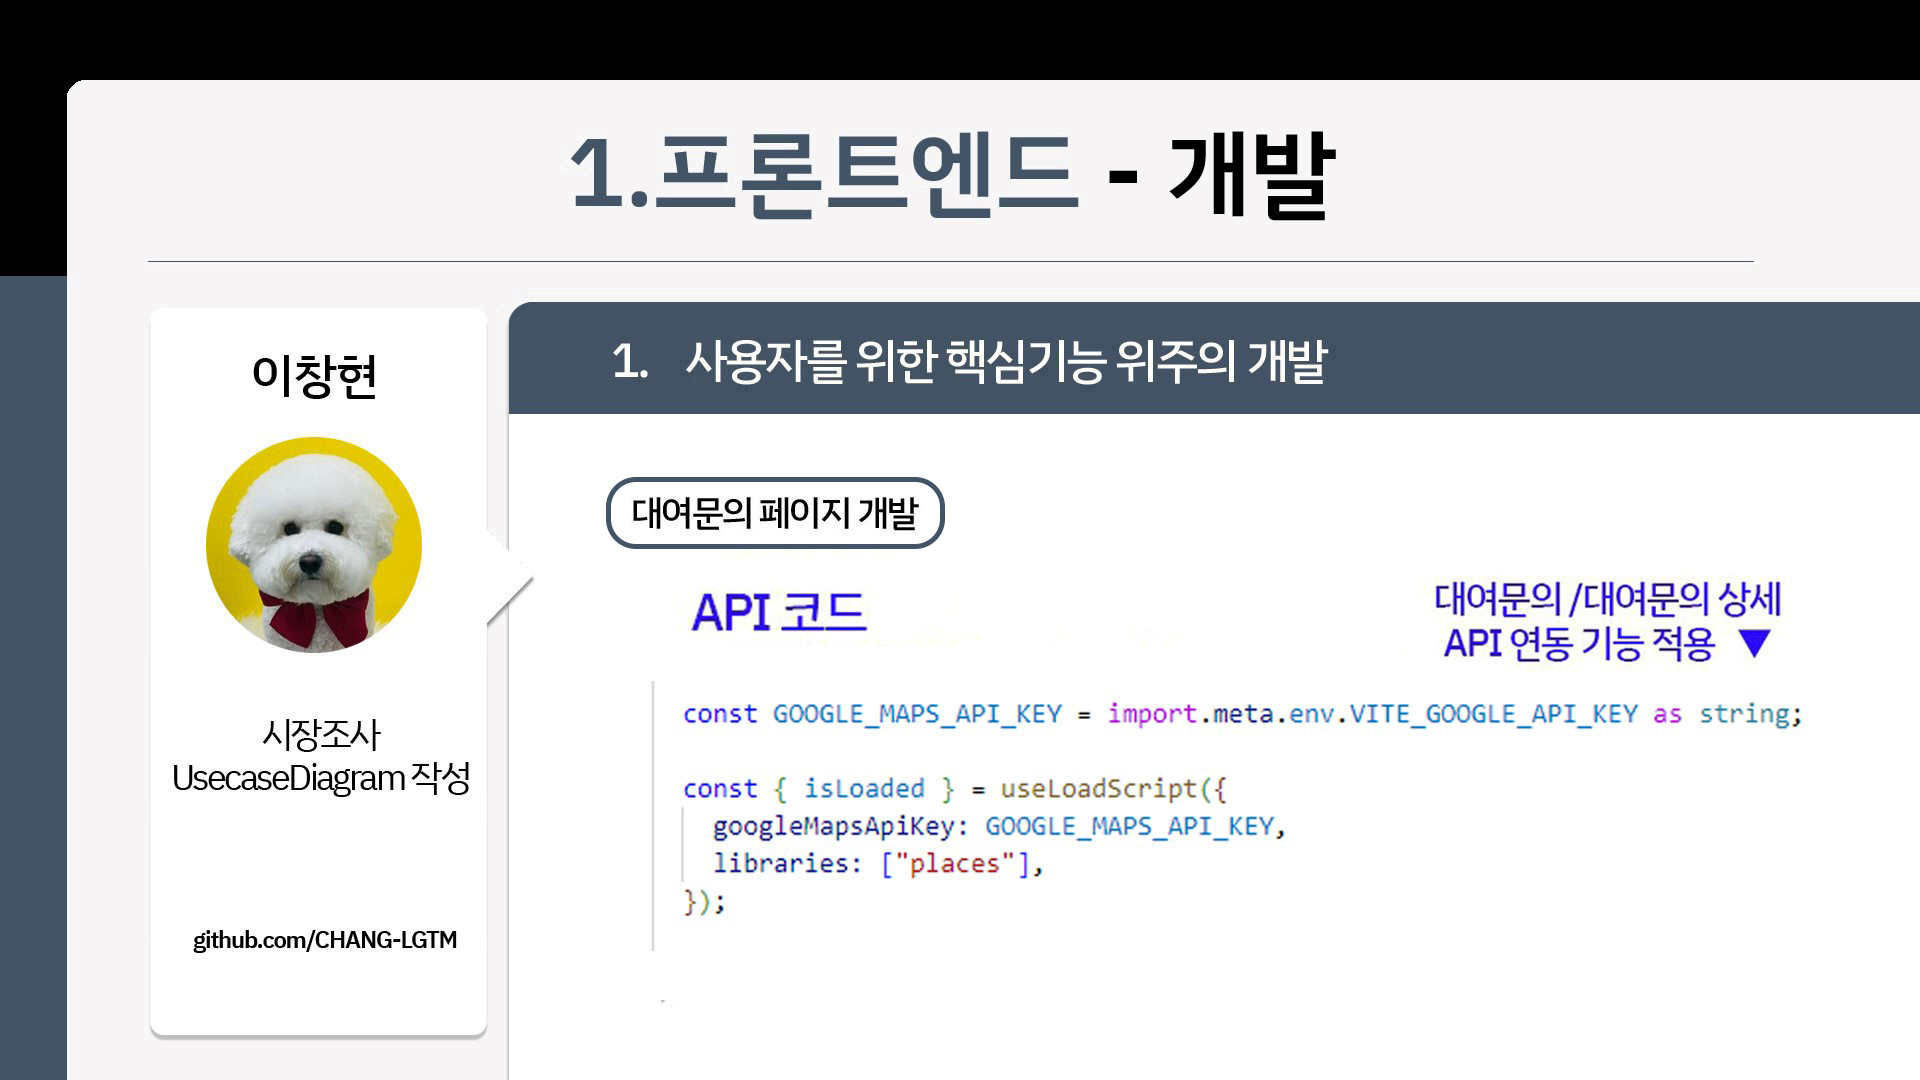 1.프론트엔드 - 개발
이창현
시장조사
UsecaseDiagram 작성
github.com/CHANG-LGTM
1. 사용자를 위한 핵심기능 위주의 개발
대여문의 페이지 개발
API 코드
대여문의 /대여문의 상세
API 연동 기능 적용 ▼
const GOOGLE_MAPS_API_KEY = import.meta.env.VITE_GOOGLE_API_KEY as string;
const { isLoaded } = useLoadScript({
googleMapsApiKey: GOOGLE_MAPS_API_KEY,
libraries: ["places"],
});